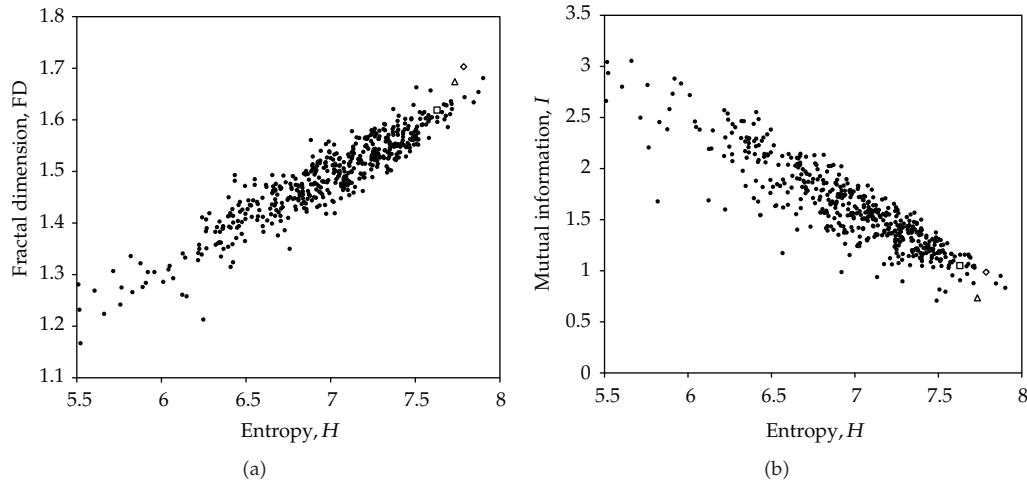 1.8
1.7
1.6
1.5
1.4
1.3
1.2
1.1
Fractal dimension, FD
5.5 6 6.5 7 7.5 8
Entropy, H
(a)
3.5
3
2.5
2
1.5
1
0.5
0
Mutual information, I
5.5 6 6.5 7 7.5 8
Entropy, H
(b)